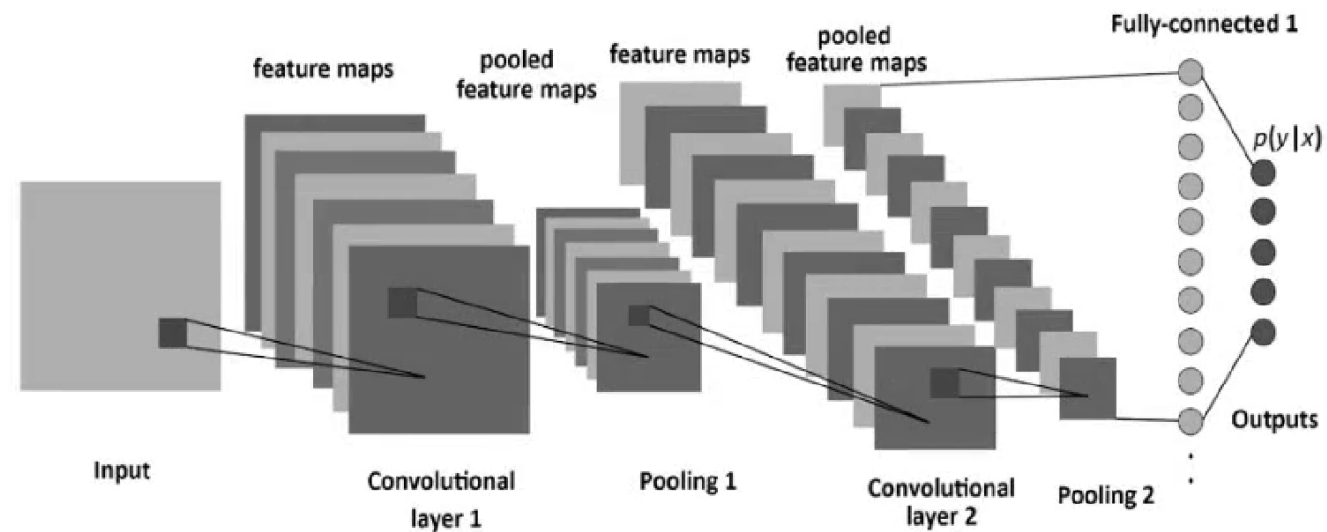 feature maps
pooled
feature maps
feature maps
pooled
feature maps
Fully-connected 1
p(y|x)
Input
Convolutional
layer 1
Pooling 1
Convolutional
layer 2
Pooling 2
Outputs